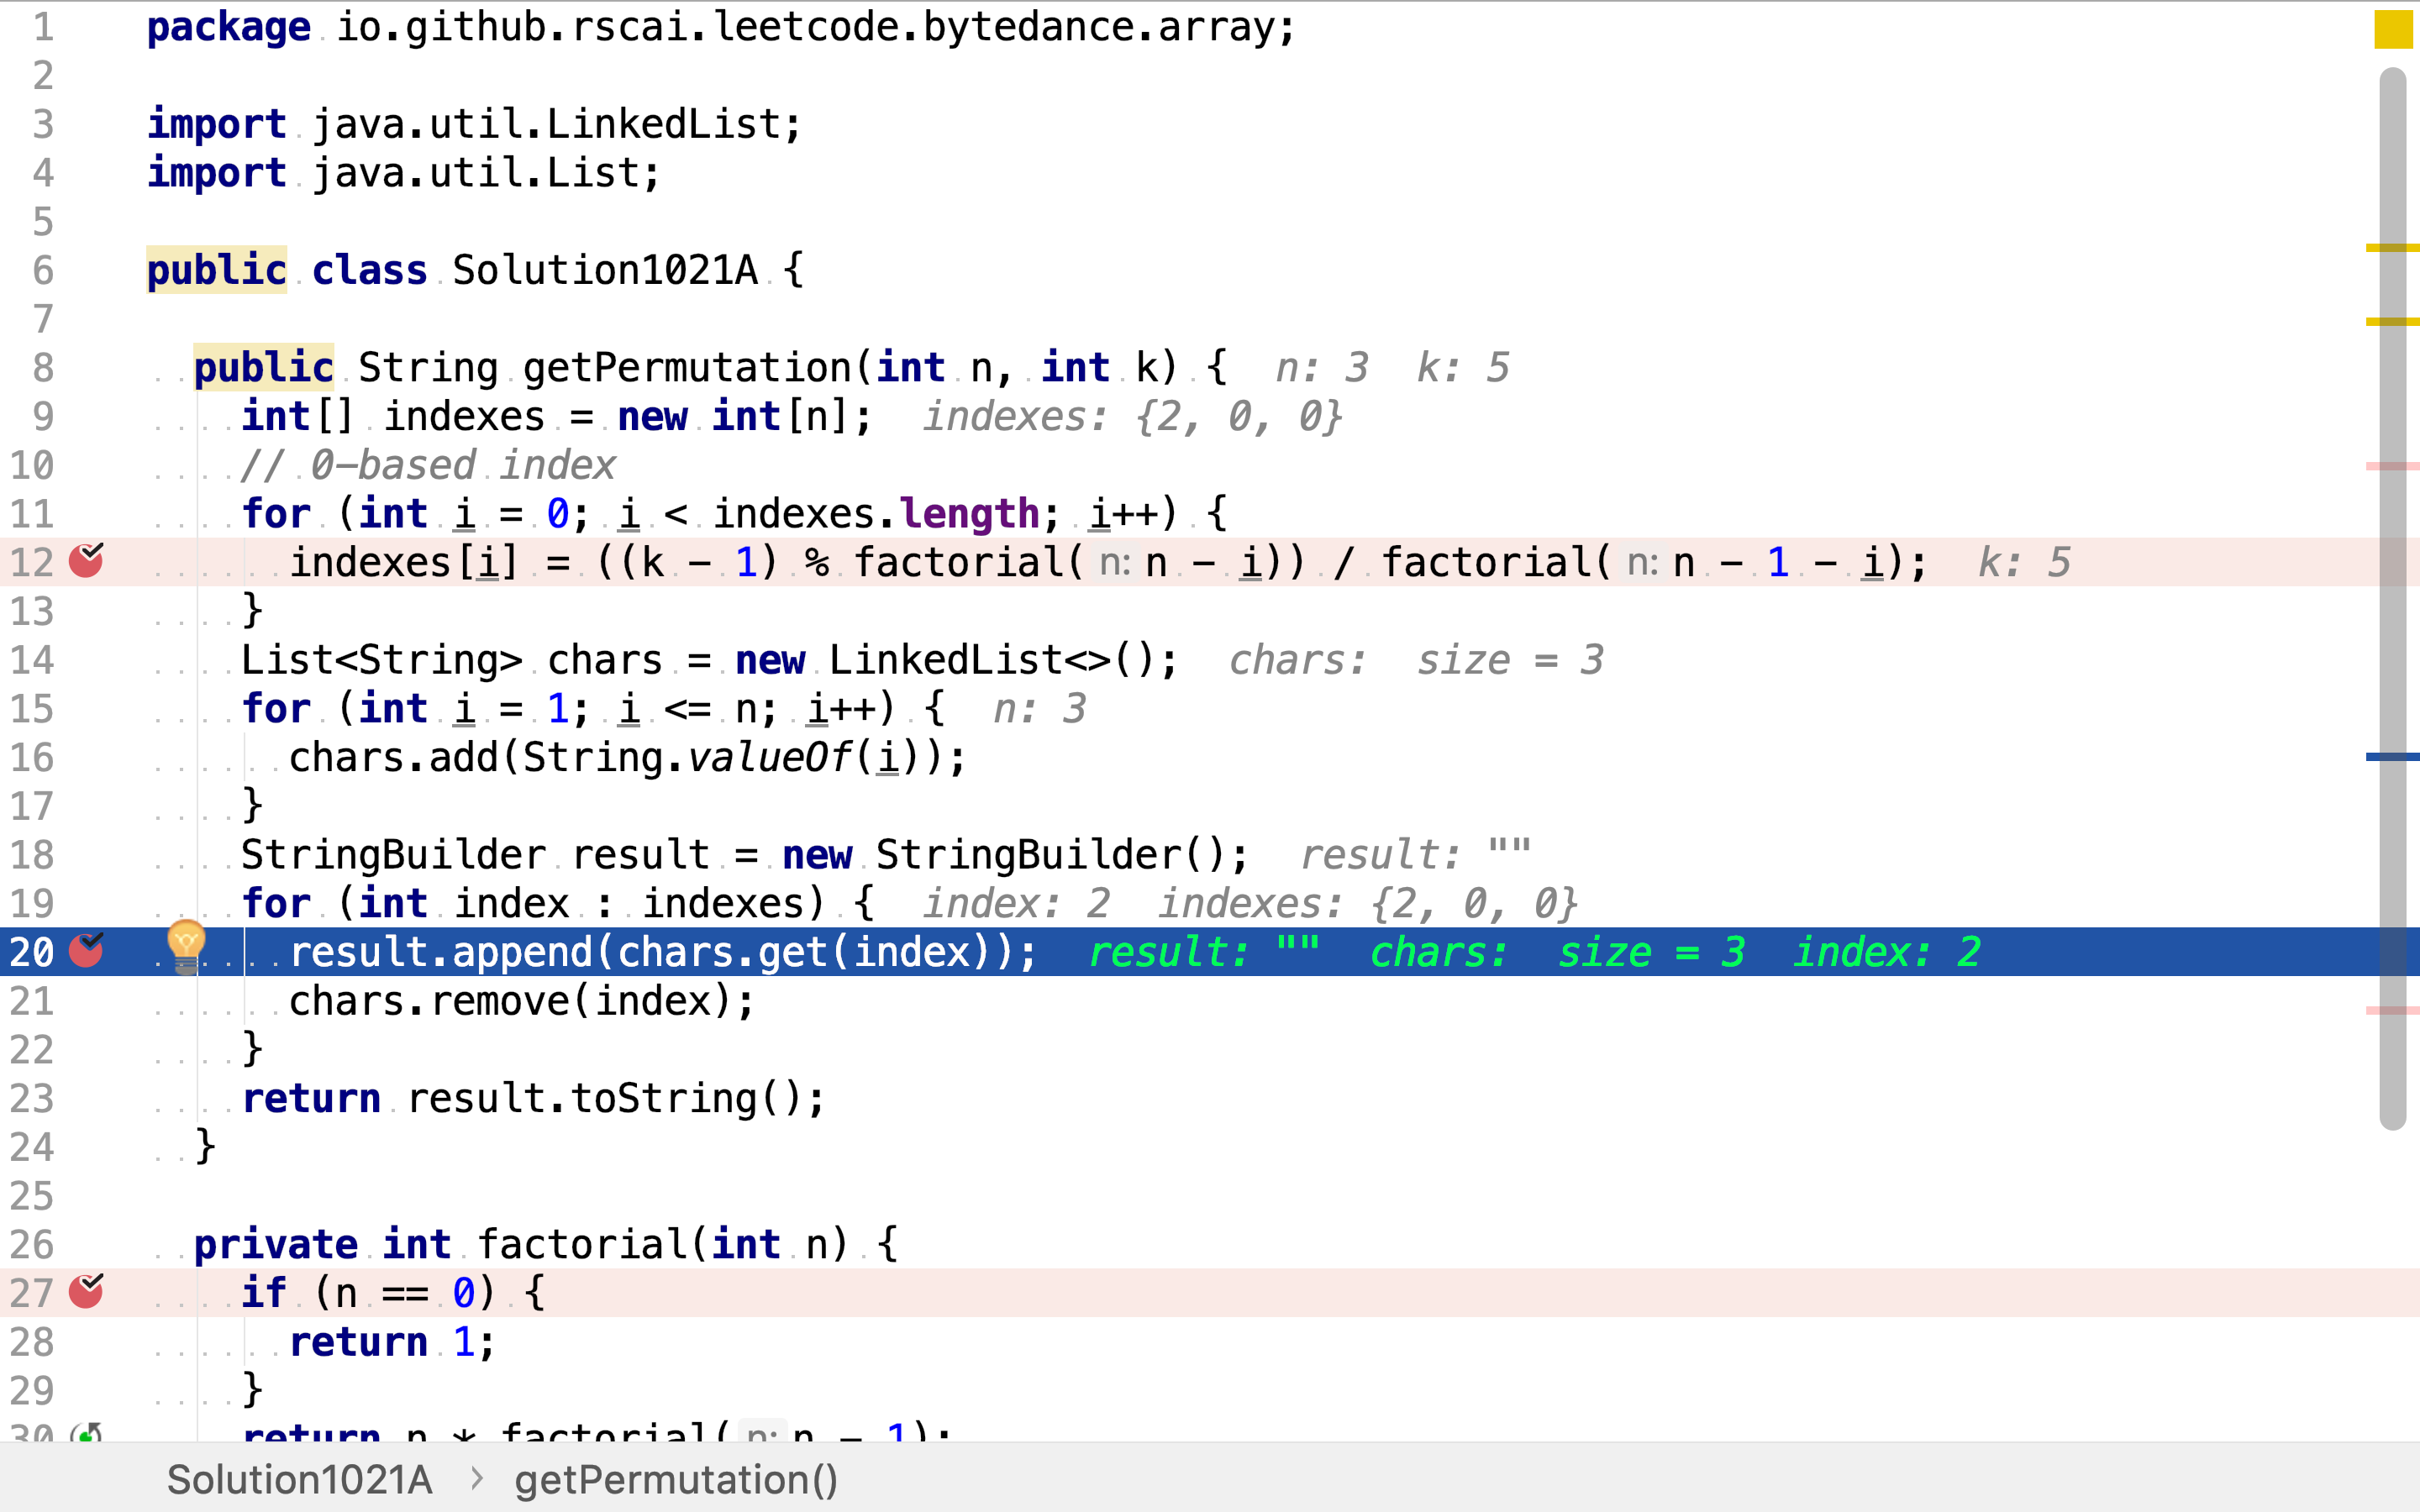 1 package io.github.rscai.leetcode.bytedance.array;
2
3 import java.util.LinkedList;
4 import java.util.List;
5
6 public class Solution1021A {
7
8 public String getPermutation(int n, int k) { n: 3 k: 5
9 int[] indexes = new int[n]; indexes: {2, 0, 0}
10 // 0-based index
11 for (int i = 0; i < indexes.length; i++) {
12 indexes[i] = ((k - 1) % factorial( n: n - i)) / factorial( n: n - 1 - i); k: 5
13 }
14 List<String> chars = new LinkedList<>(); chars: size = 3
15 for (int i = 1; i <= n; i++) { n: 3
16 chars.add(String.valueOf(i));
17 }
18 StringBuilder result = new StringBuilder(); result: ""
19 for (int index : indexes) { index: 2 indexes: {2, 0, 0}
20 result.append(chars.get(index)); result: "" chars: size = 3 index: 2
21 chars.remove(index);
22 }
23 return result.toString();
24 }
25
26 private int factorial(int n) {
27 if (n == 0) {
28 return 1;
29 }
30 return n * factorial( n: n - 1);
Solution1021A > getPermutation()